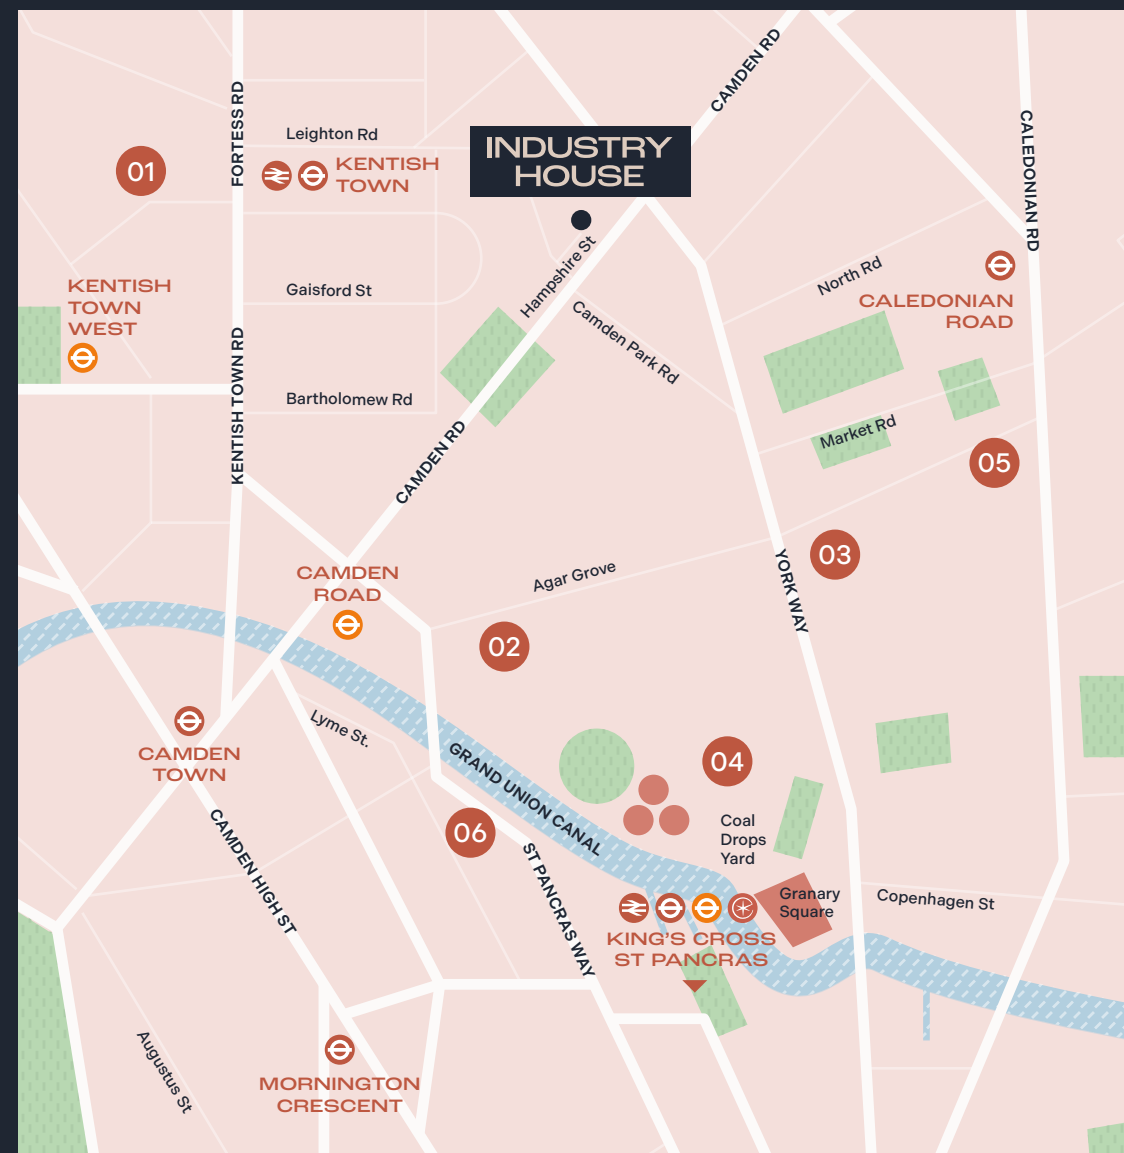 CAMDEN RD
FORTESS RD
Leighton Rd
INDUSTRY
HOUSE
CALEDONIAN RD
01
KENTISH
TOWN
Hampshire St
North Rd
KENTISH
TOWN
WEST
Gaisford St
CALEDONIAN
ROAD
Camden Park Rd
KENTISH TOWN RD
Bartholomew Rd
CAMDEN RD
Market Rd
05
03
CAMDEN
ROAD
Agar Grove
YORK WAY
02
Lyme St.
CAMDEN
TOWN
GRAND UNION CANAL
04
06
Coal
Drops
Yard
CAMDEN HIGH ST
ST PANCRAS WAY
Granary
Square
Copenhagen St
KING'S CROSS
ST PANCRAS
Augustus St
MORNINGTON
CRESCENT